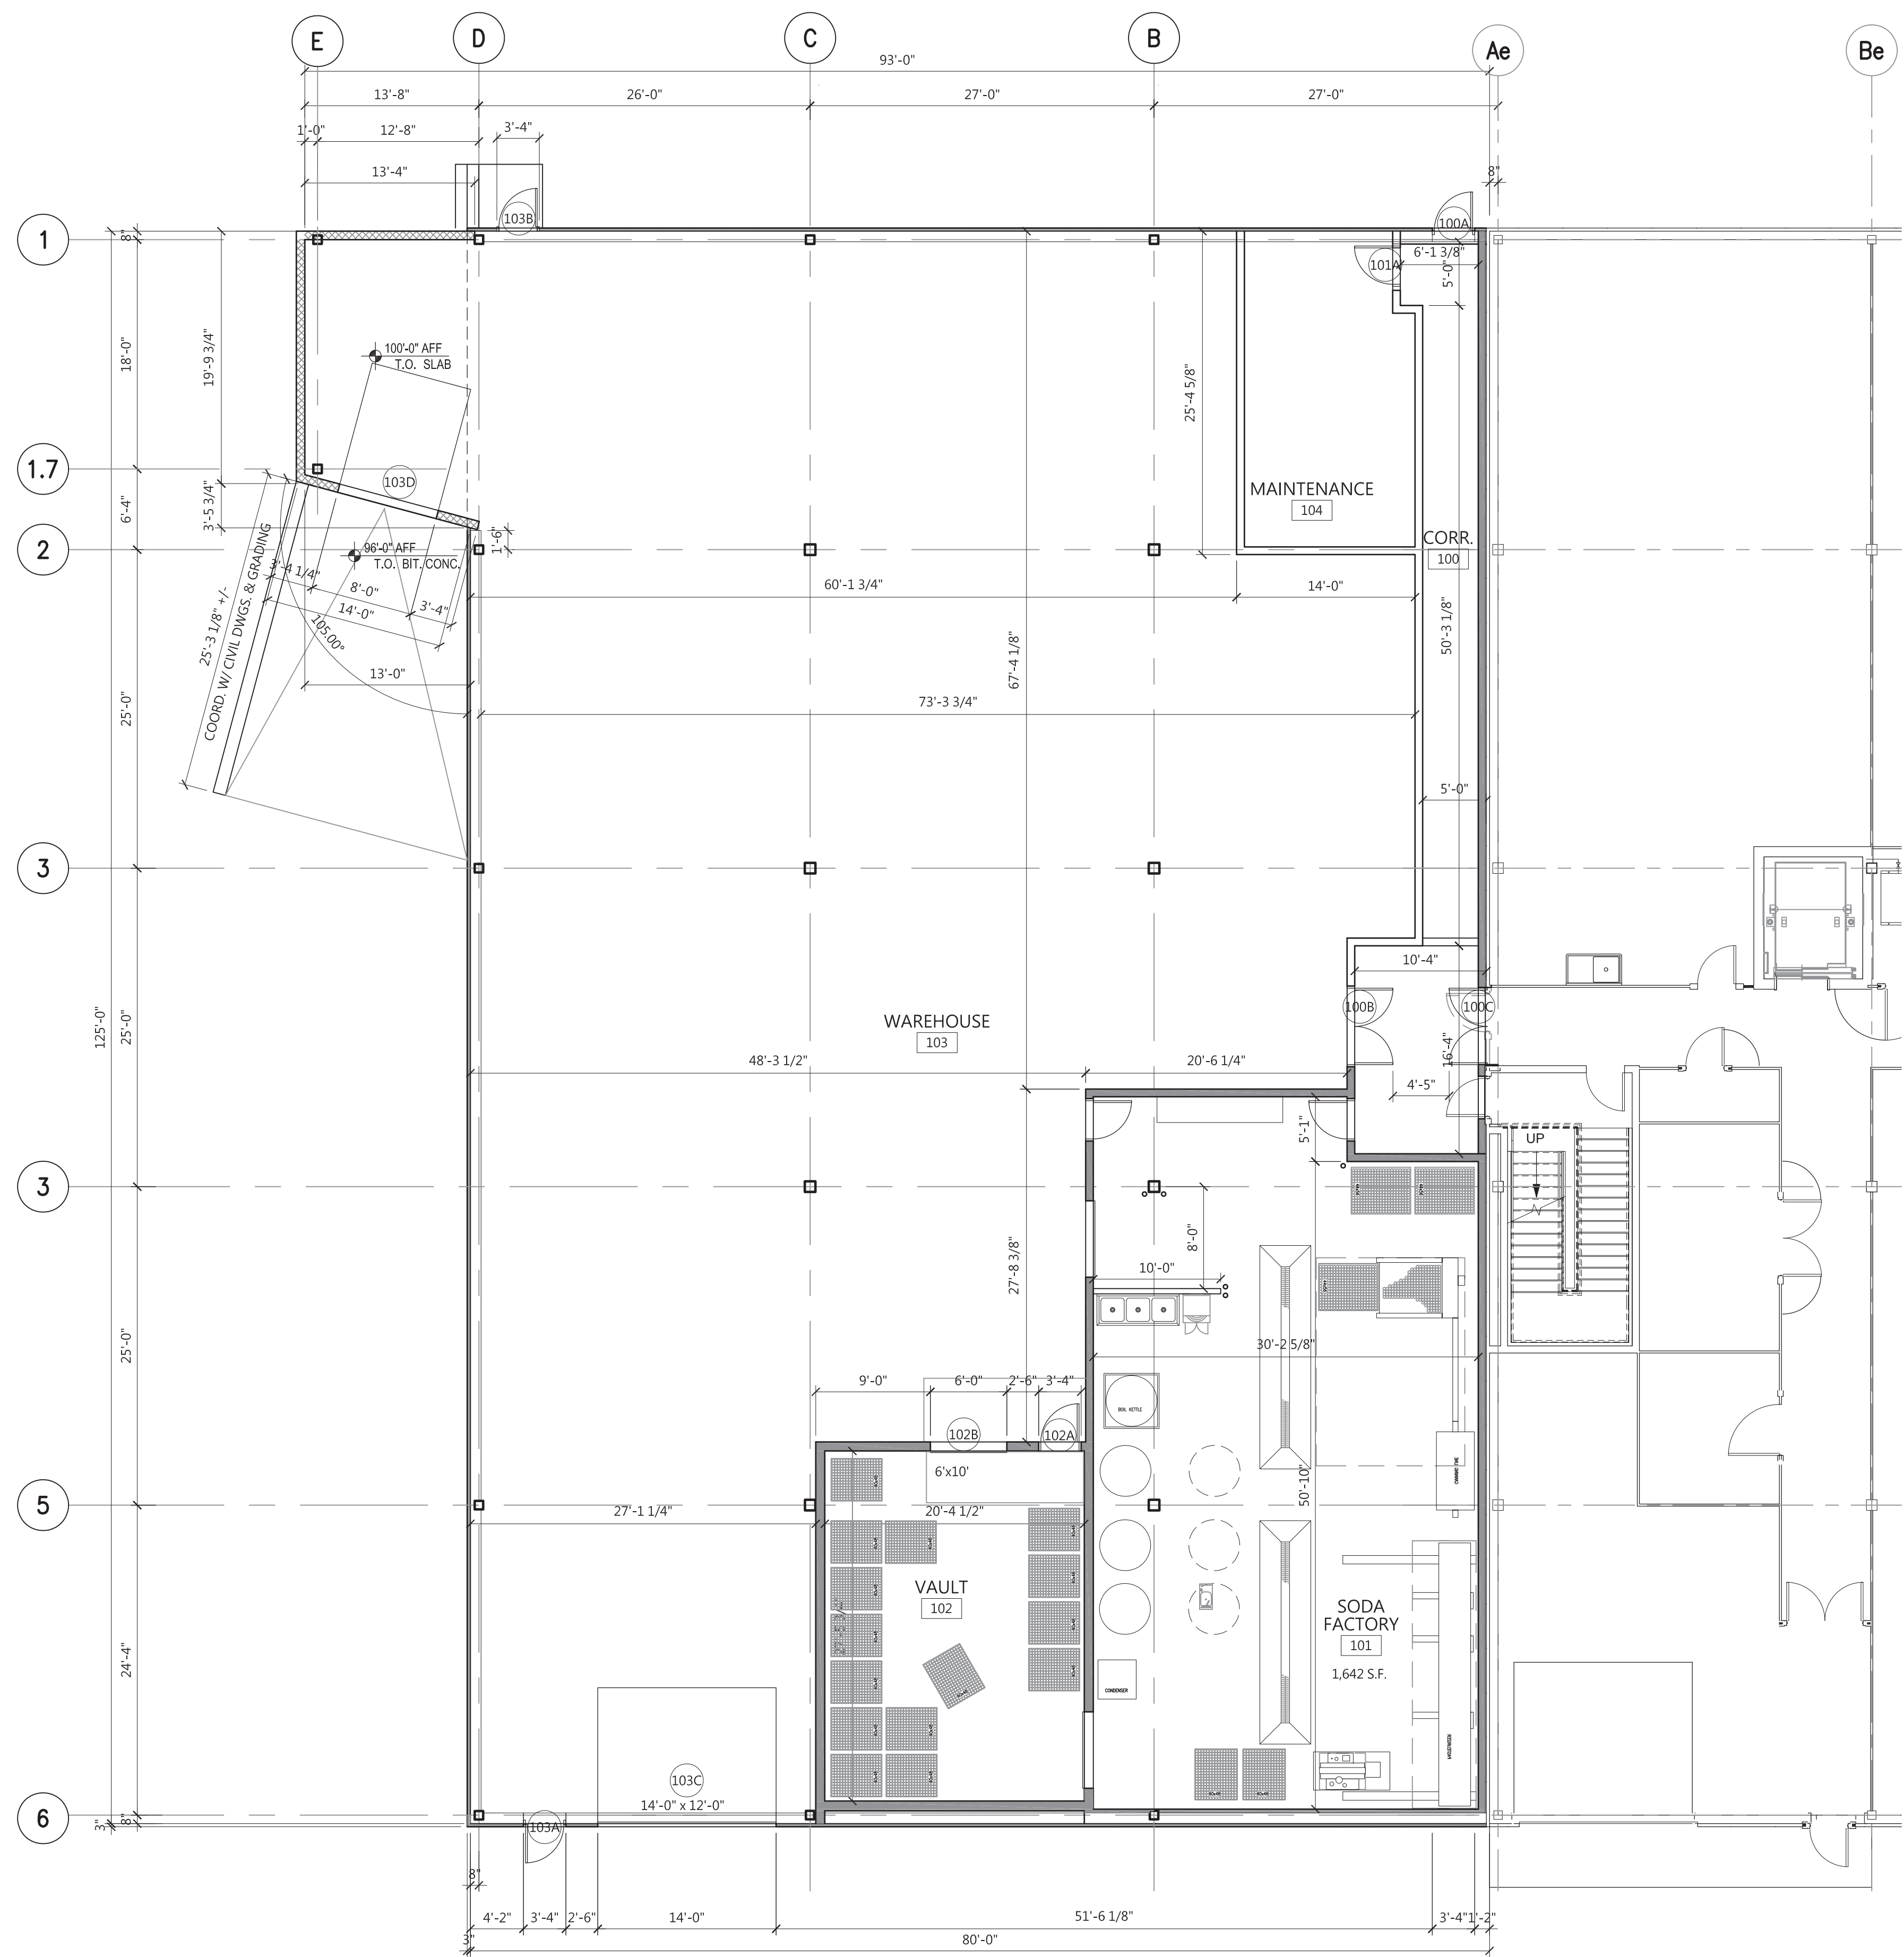 E
D
C
B
Ae
Be
93'-0"
13'-8"
26'-0"
27'-0"
27'-0"
1'-0"
12'-8"
3'-4"
13'-4"
8"
103B
100A
1
8"
101A
6'-1 3/8"
5'-0"
18'-0"
19'-9 3/4"
100'-0" AFF
T.O. SLAB
25'-4 5/8"
1.7
103D
MAINTENANCE
104
6'-4"
3'-5 3/4"
1'-6"
CORR.
100
2
96'-0" AFF
T.O. BIT. CONC.
3'-4 1/4"
8'-0"
14'-0"
3'-4"
105.00°
60'-1 3/4"
14'-0"
25'-3 1/8" +/-
COORD. W/ CIVIL DWGS. & GRADING
50'-3 1/8"
67'-4 1/8"
13'-0"
25'-0"
73'-3 3/4"
5'-0"
3
10'-4"
100B
100C
WAREHOUSE
103
125'-0"
25'-0"
48'-3 1/2"
20'-6 1/4"
16'-4"
4'-5"
5'-1"
UP
3
8'-0"
27'-8 3/8"
10'-0"
25'-0"
30'-2 5/8"
9'-0"
6'-0"
2'-6"
3'-4"
BOIL KETTLE
102B
102A
6'x10'
50'-10"
5
27'-1 1/4"
20'-4 1/2"
VAULT
102
SODA
FACTORY
101
1,642 S.F.
24'-4"
CONDENSER
103C
14'-0" x 12'-0"
6
8"
3"
103A
8"
4'-2"
3'-4"
2'-6"
14'-0"
51'-6 1/8"
3'-4"
1'-2"
3"
80'-0"